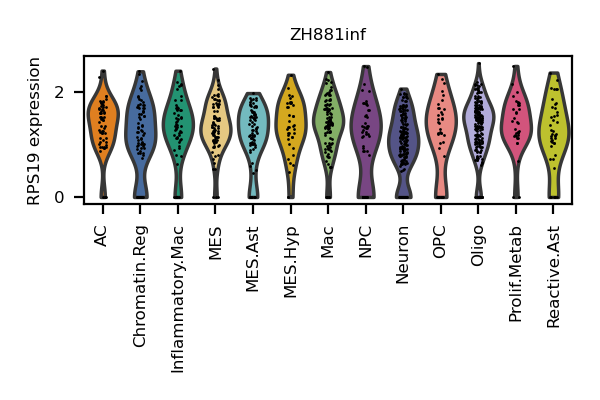 ZH881inf
RPS19 expression
2
0
AC
Chromatin.Reg
Inflammatory.Mac
MES
MES.Ast
MES.Hyp
Mac
NPC
Neuron
OPC
Oligo
Prolif.Metab
Reactive.Ast